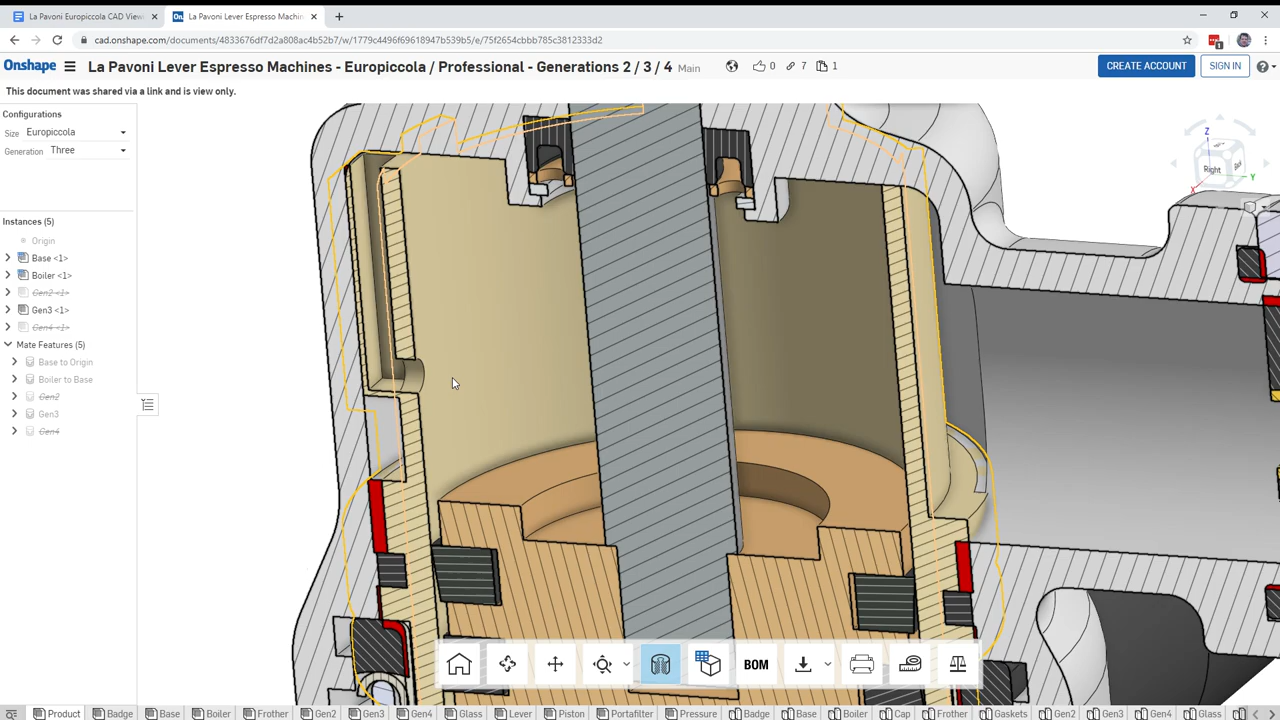 La Pavoni Europiccola CAD View
La Pavoni Lever Espresso Machin
cad.onshape.com/documents/4833676df7d2a808ac4b52b7/w/1779c4496f69618947b539b5/e/75f2654cbbb785c3812333d2
1
Onshape
La Pavoni Lever Espresso Machines - Europiccola / Professional - Generations 2 / 3 / 4 Main
0
7
1
CREATE ACCOUNT
SIGN IN
This document was shared via a link and is view only.
Configurations
Size Europiccola
Generation Three
Instances (5)
Origin
Base <1>
Boiler <1>
Gen2 <1>
Gen3 <1>
Gen4 <1>
Mate Features (5)
Base to Origin
Boiler to Base
Gen2
Gen3
Gen4
Z
Right
Back
X
Y
BOM
Product Badge Base Boiler Frother Gen2 Gen3 Gen4 Glass Lever Piston Portafilter Pressure Badge Base Boiler Cap Frother Gaskets Gen2 Gen3 Gen4 Glass